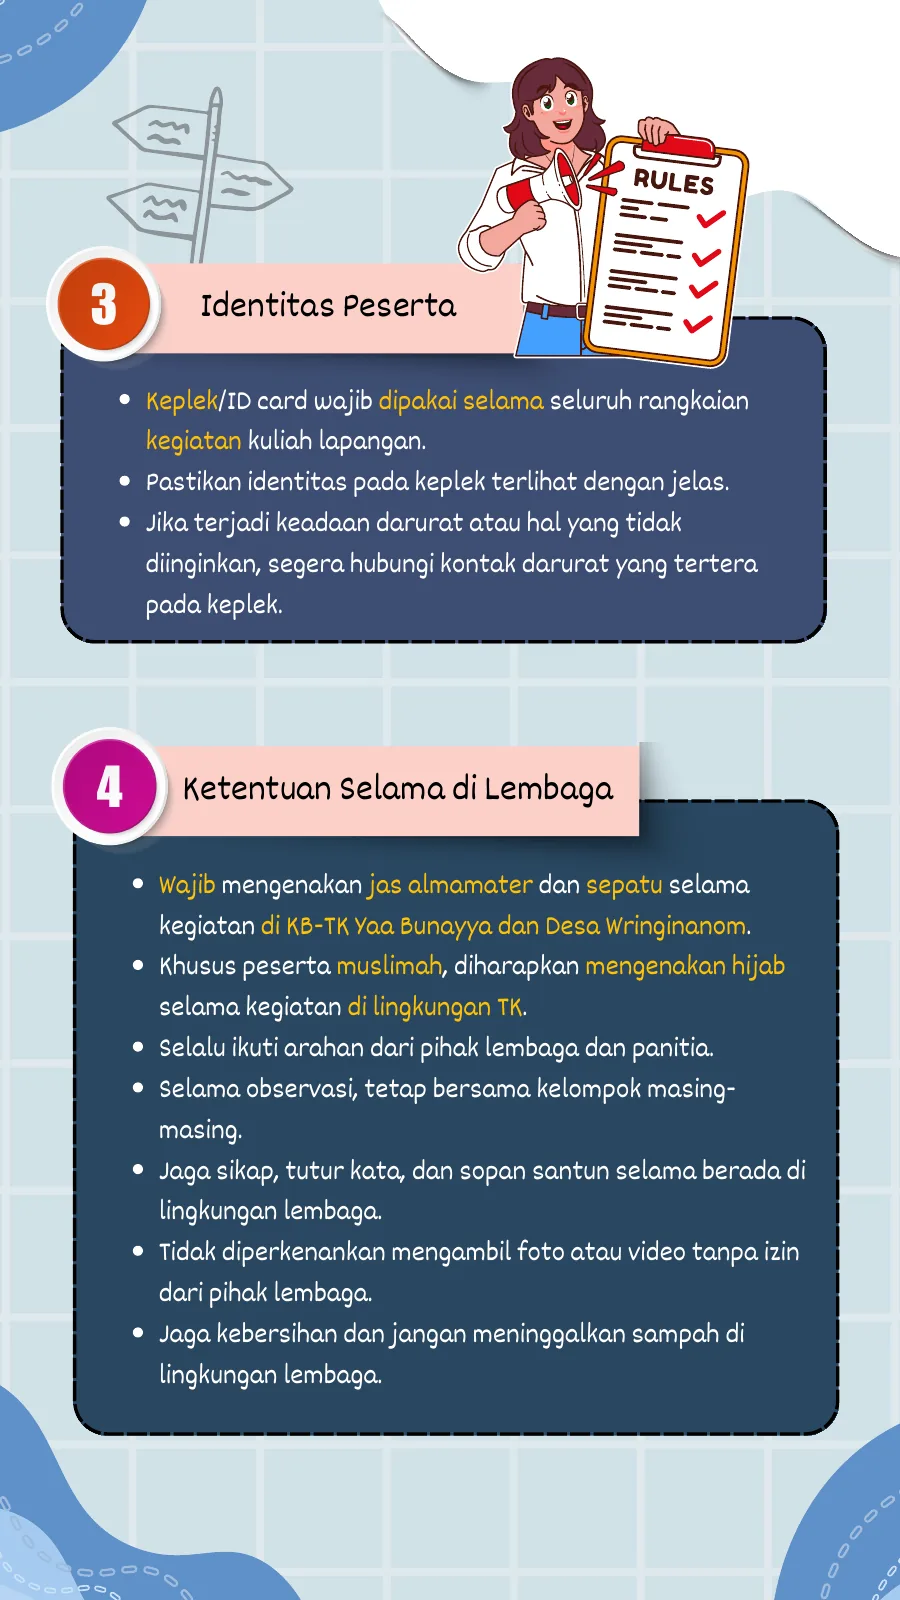 RULES
3
Identitas Peserta
Keplek/ID card wajib dipakai selama seluruh rangkaian
kegiatan kuliah lapangan.
Pastikan identitas pada keplek terlihat dengan jelas.
Jika terjadi keadaan darurat atau hal yang tidak
diinginkan, segera hubungi kontak darurat yang tertera
pada keplek.
4
Ketentuan Selama di Lembaga
Wajib mengenakan jas almamater dan sepatu selama
kegiatan di KB-TK Yaa Bunayya dan Desa Wringinanom.
Khusus peserta muslimah, diharapkan mengenakan hijab
selama kegiatan di lingkungan TK.
Selalu ikuti arahan dari pihak lembaga dan panitia.
Selama observasi, tetap bersama kelompok masing-
masing.
Jaga sikap, tutur kata, dan sopan santun selama berada di
lingkungan lembaga.
Tidak diperkenankan mengambil foto atau video tanpa izin
dari pihak lembaga.
Jaga kebersihan dan jangan meninggalkan sampah di
lingkungan lembaga.